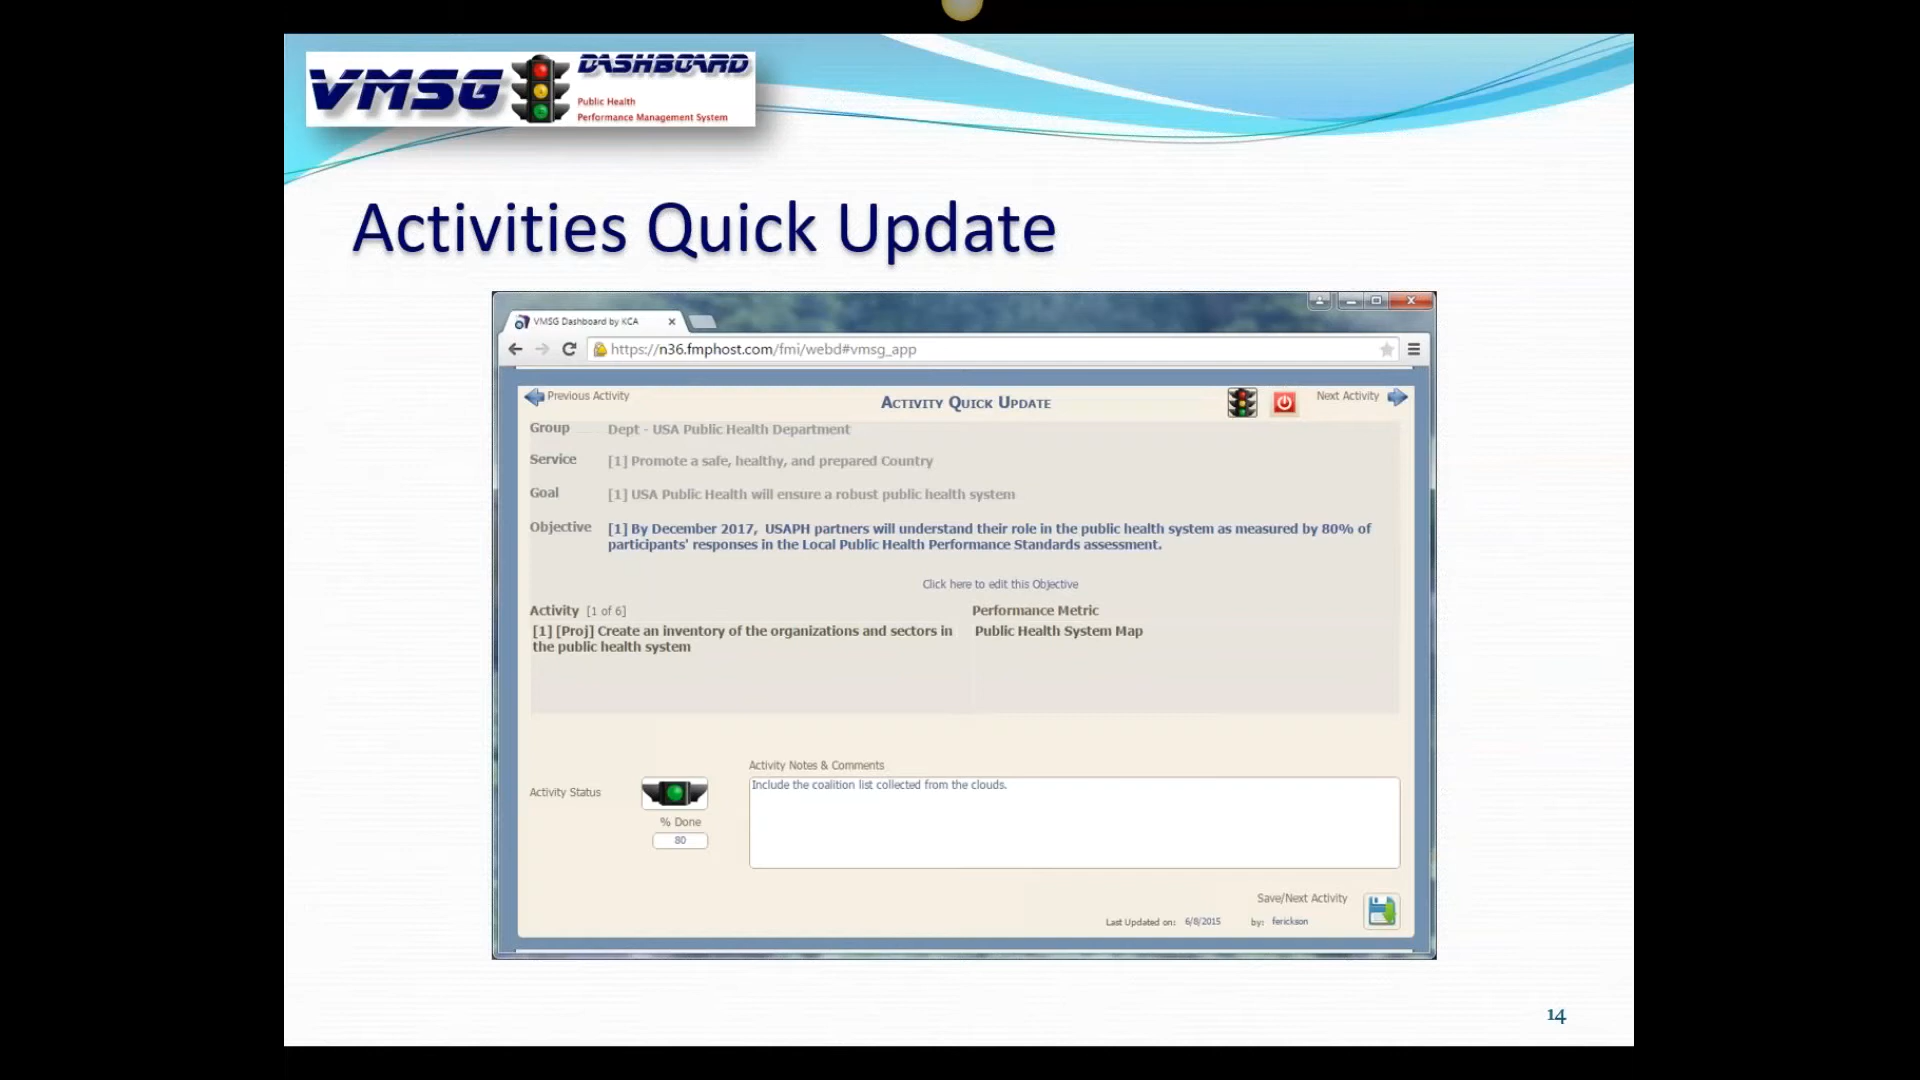 VMSG DASHBOARD
Public Health
Performance Management System
Activities Quick Update
VMSG Dashboard by KCA
https://n36.fmphost.com/fmi/webd#vmsg_app
Previous Activity
Activity Quick Update
Next Activity
Group Dept - USA Public Health Department
Service [1] Promote a safe, healthy, and prepared Country
Goal [1] USA Public Health will ensure a robust public health system
Objective [1] By December 2017, USAPH partners will understand their role in the public health system as measured by 80% of
participants' responses in the Local Public Health Performance Standards assessment.
Click here to edit this Objective
Activity [1 of 6]
[1] [Proj] Create an inventory of the organizations and sectors in
the public health system
Performance Metric
Public Health System Map
Activity Status
% Done
80
Activity Notes & Comments
Include the coalition list collected from the clouds.
Save/Next Activity
Last Updated on: 6/8/2015 by: ferickson
14